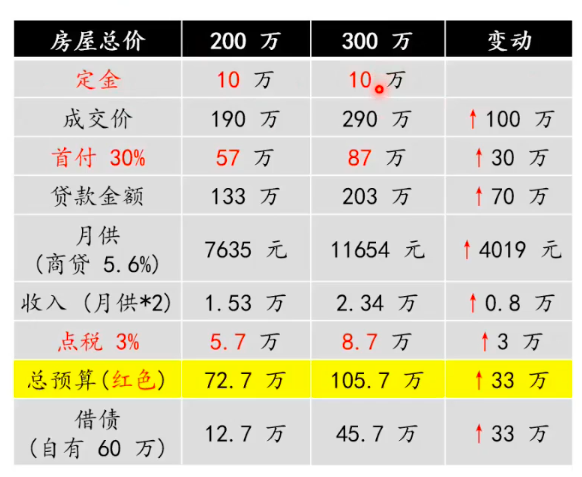 房屋总价 200 万 300 万 变动
定金 10 万 10 万
成交价 190 万 290 万 ↑100 万
首付 30% 57 万 87 万 ↑30 万
贷款金额 133 万 203 万 ↑70 万
月供
(商贷 5.6%) 7635 元 11654 元 ↑4019 元
收入 (月供*2) 1.53 万 2.34 万 ↑0.8 万
点税 3% 5.7 万 8.7 万 ↑3 万
总预算(红色) 72.7 万 105.7 万 ↑33 万
借债
(自有 60 万) 12.7 万 45.7 万 ↑33 万